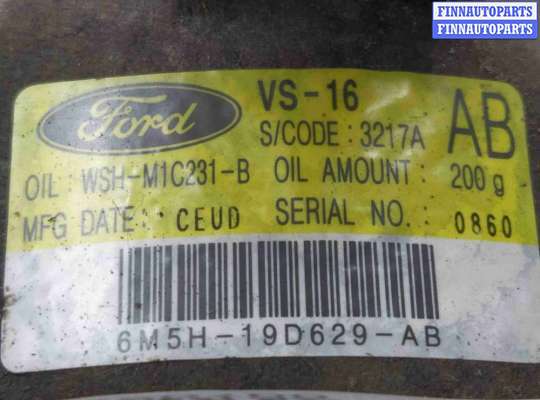 FINNAUTOPARTS
FINNAUTOPARTS
Ford
VS-16
AB
S/CODE : 3217A
OIL : WSH-M1C231-B OIL AMOUNT : 200 g
MFG DATE : CEUD SERIAL NO. : 0860
6M5H-19D629-AB